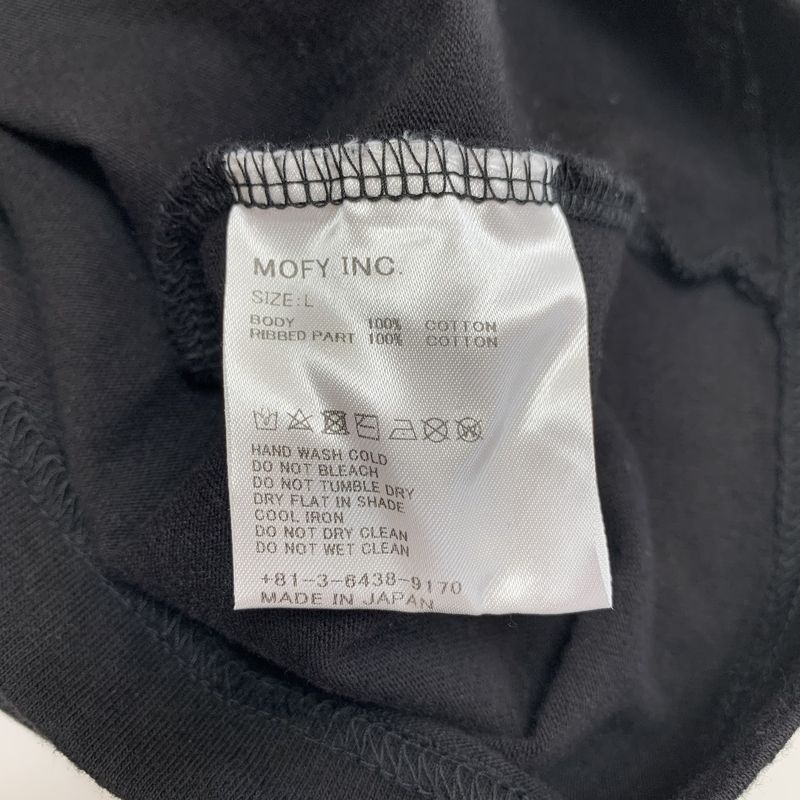 MOFY INC.
SIZE:L
BODY 100% COTTON
RIBBED PART 100% COTTON
HAND WASH COLD
DO NOT BLEACH
DO NOT TUMBLE DRY
DRY FLAT IN SHADE
COOL IRON
DO NOT DRY CLEAN
DO NOT WET CLEAN
+81-3-6438-9170
MADE IN JAPAN